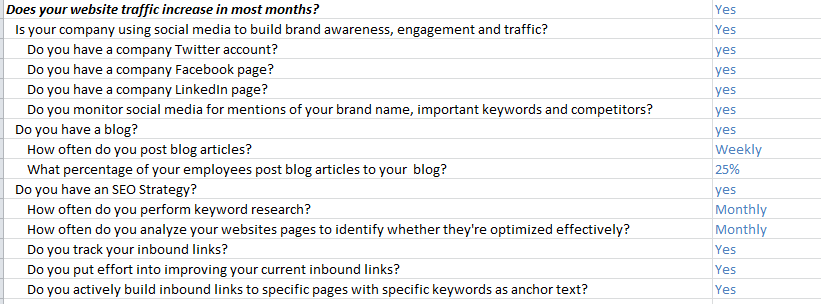 Does your website traffic increase in most months? Yes
Is your company using social media to build brand awareness, engagement and traffic? Yes
Do you have a company Twitter account? yes
Do you have a company Facebook page? yes
Do you have a company LinkedIn page? yes
Do you monitor social media for mentions of your brand name, important keywords and competitors? yes
Do you have a blog? yes
How often do you post blog articles? Weekly
What percentage of your employees post blog articles to your blog? 25%
Do you have an SEO Strategy? yes
How often do you perform keyword research? Monthly
How often do you analyze your websites pages to identify whether they're optimized effectively? Monthly
Do you track your inbound links? Yes
Do you put effort into improving your current inbound links? Yes
Do you actively build inbound links to specific pages with specific keywords as anchor text? Yes